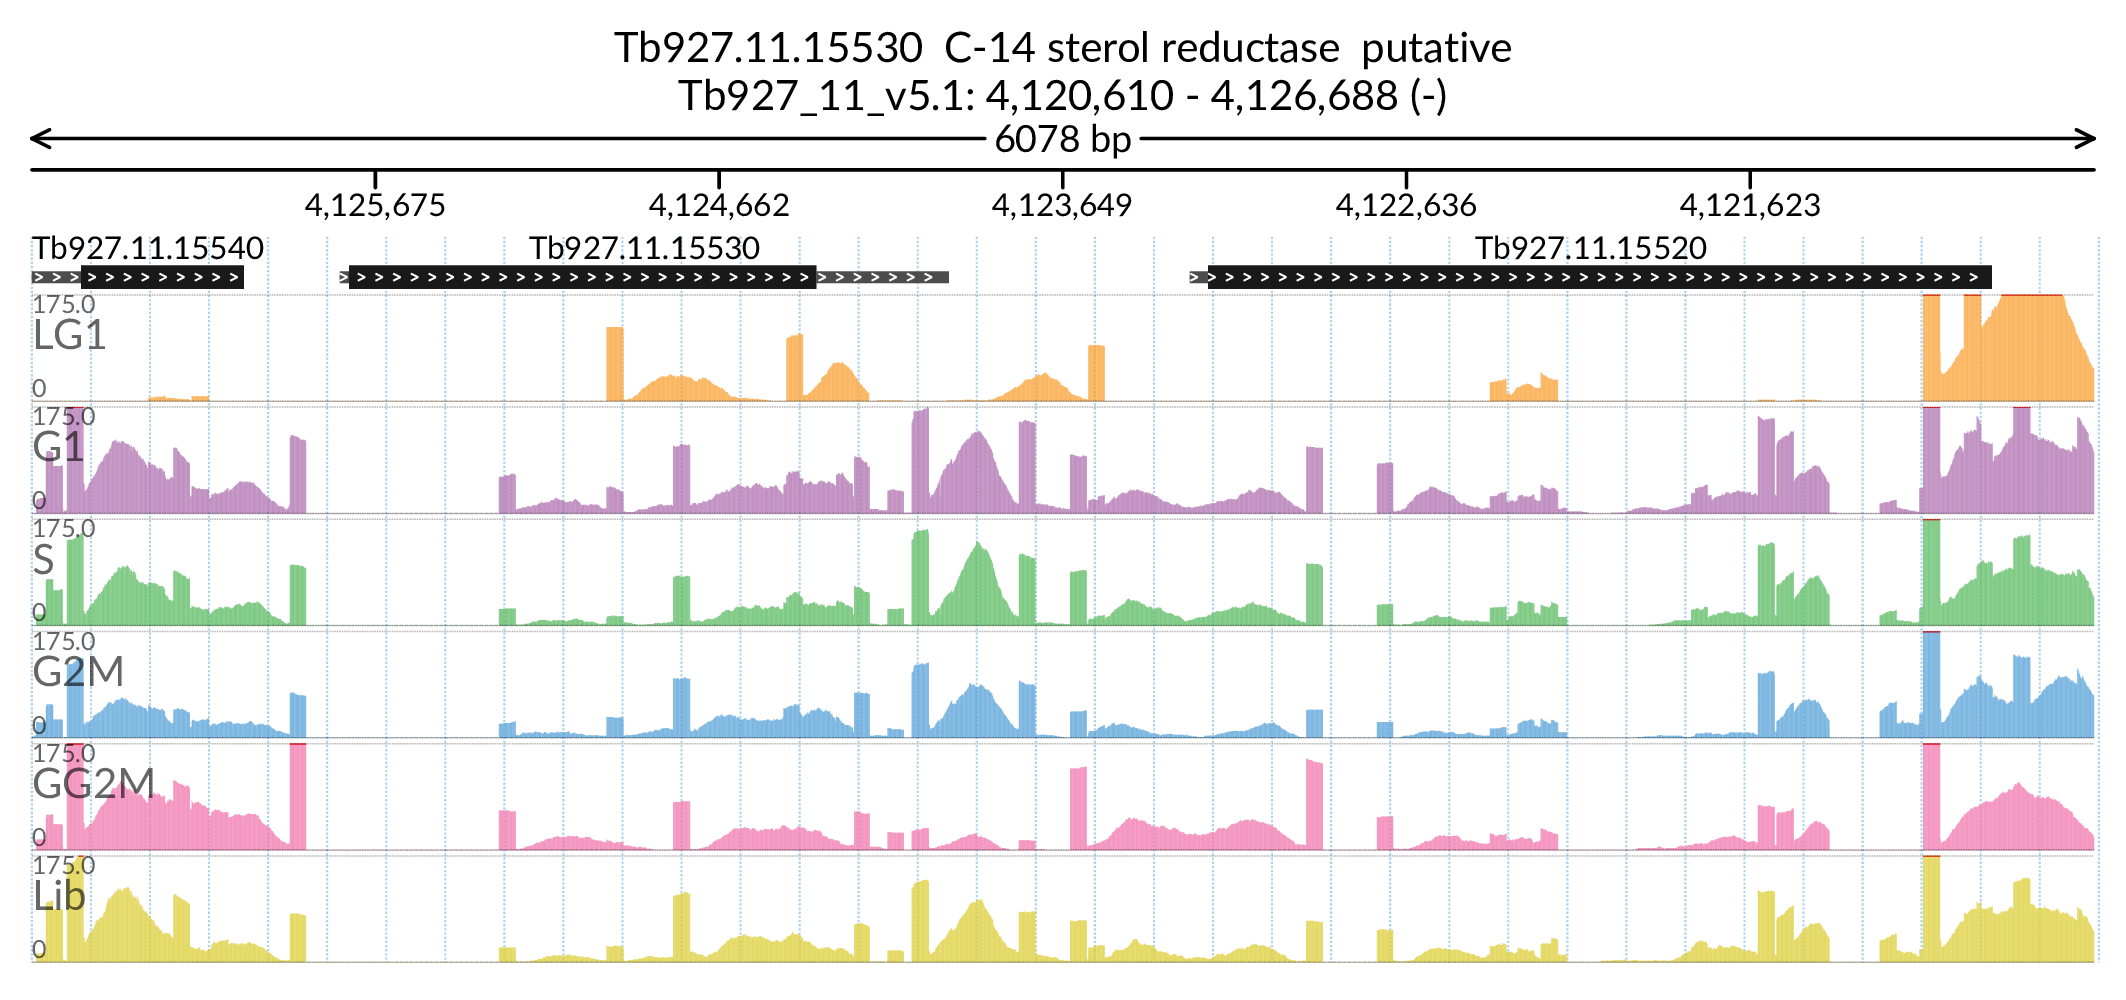 Tb927.11.15530 C-14 sterol reductase putative
Tb927_11_v5.1: 4,120,610 - 4,126,688 (-)
6078 bp
4,125,675 4,124,662 4,123,649 4,122,636 4,121,623
Tb927.11.15540 Tb927.11.15530 Tb927.11.15520
175.0
LG1
0
175.0
G1
0
175.0
S
0
175.0
G2M
0
175.0
GG2M
0
175.0
Lib
0